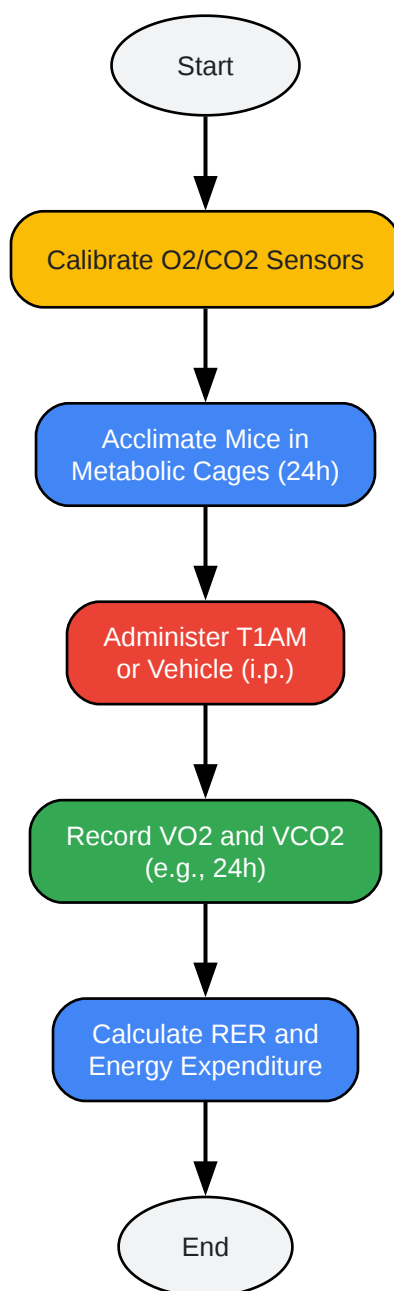 Start
Calibrate O2/CO2 Sensors
Acclimate Mice in
Metabolic Cages (24h)
Administer T1AM
or Vehicle (i.p.)
Record VO2 and VCO2
(e.g., 24h)
Calculate RER and
Energy Expenditure
End